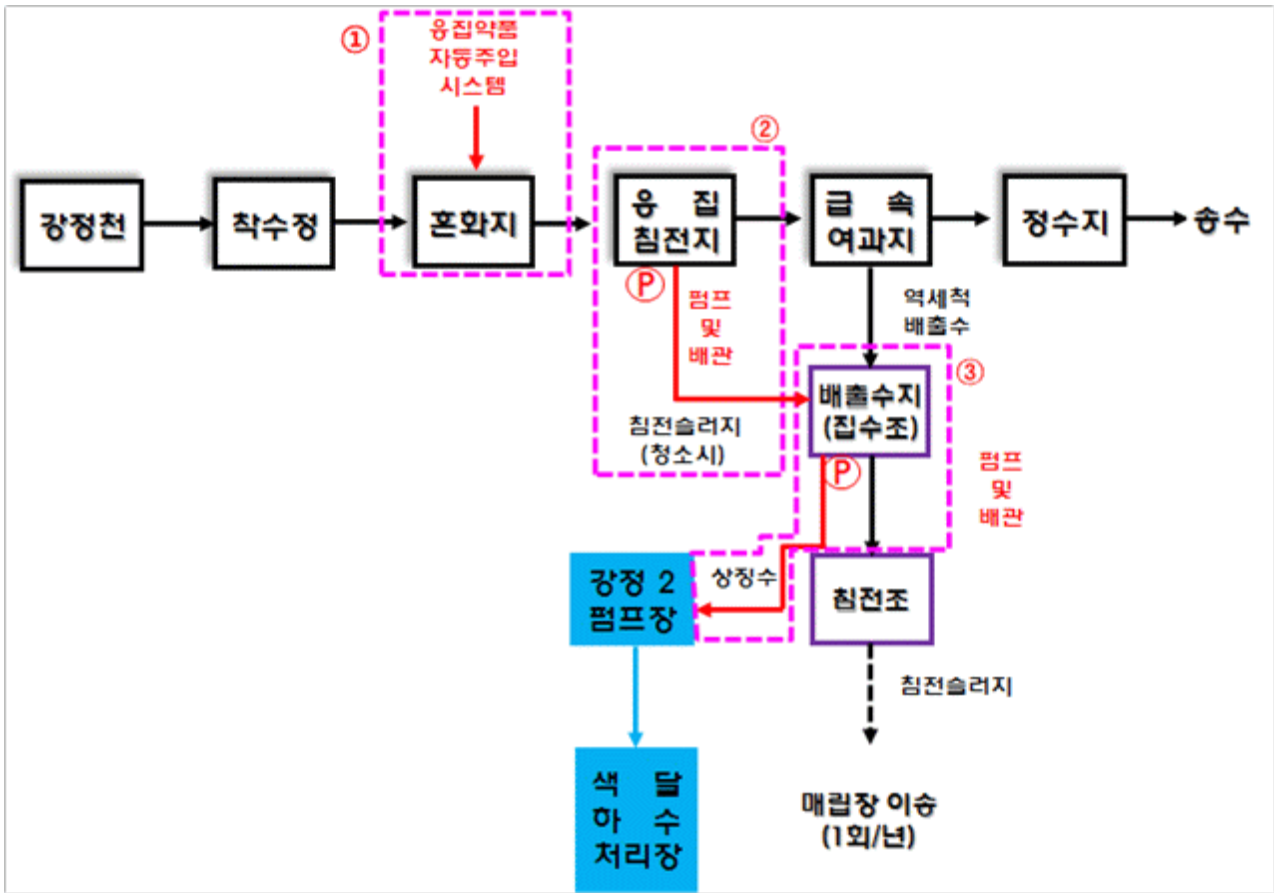 ①
응집약품
자동주입
시스템
②
강정천
착수정
혼화지
응 집
침전지
급 속
여과지
정수지
송수
P
펌프
및
배관
역세척
배출수
③
배출수지
(집수조)
침전슬러지
(청소시)
P
펌프
및
배관
강정 2
펌프장
상징수
침전조
침전슬러지
색 달
하 수
처리장
매립장 이송
(1회/년)